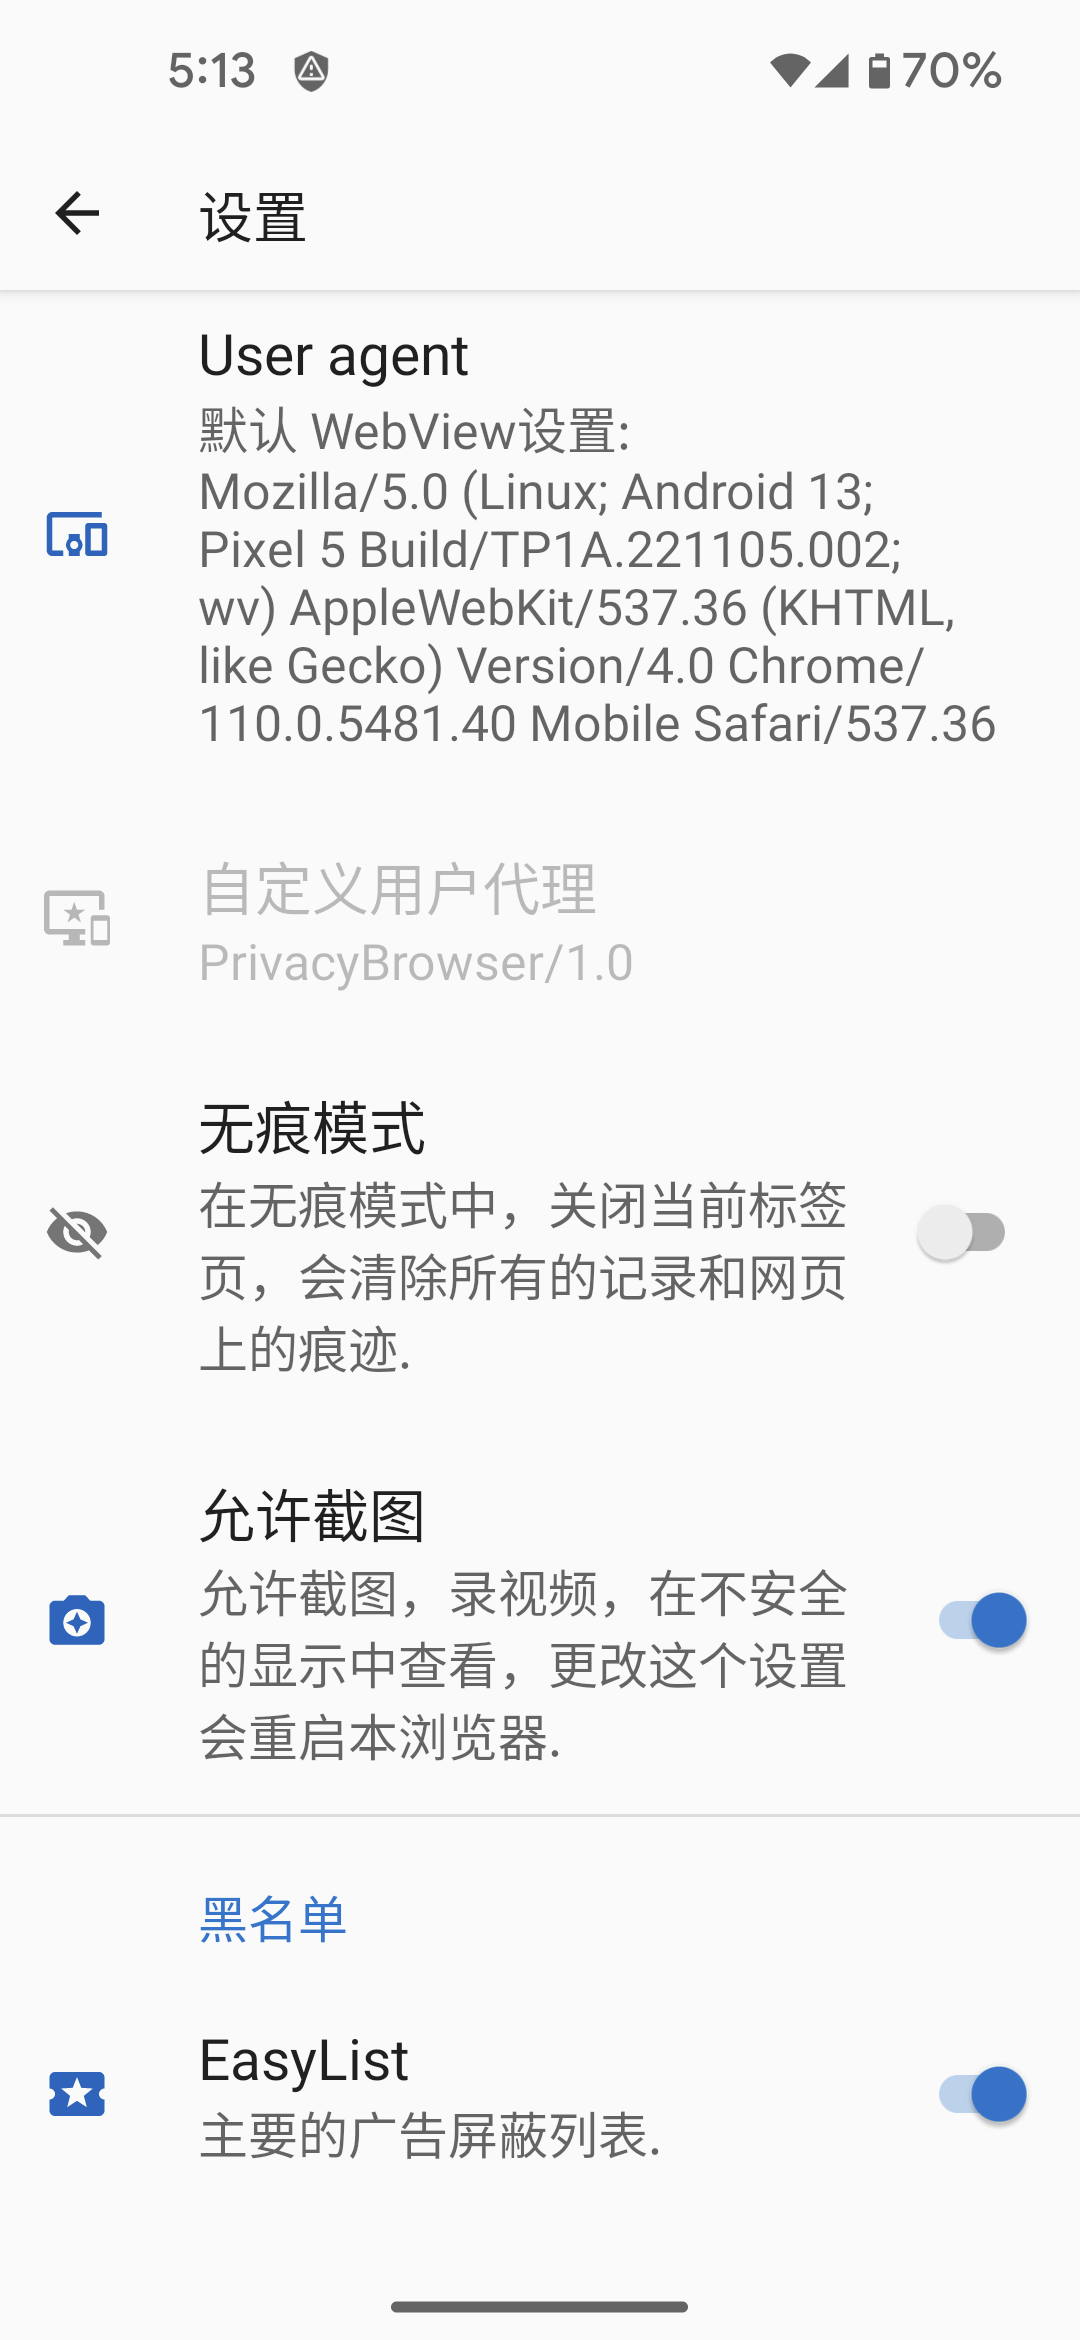 5:13
70%
设置
User agent
默认 WebView设置:
Mozilla/5.0 (Linux; Android 13;
Pixel 5 Build/TP1A.221105.002;
wv) AppleWebKit/537.36 (KHTML,
like Gecko) Version/4.0 Chrome/
110.0.5481.40 Mobile Safari/537.36
自定义用户代理
PrivacyBrowser/1.0
无痕模式
在无痕模式中，关闭当前标签
页，会清除所有的记录和网页
上的痕迹.
允许截图
允许截图，录视频，在不安全
的显示中查看，更改这个设置
会重启本浏览器.
黑名单
EasyList
主要的广告屏蔽列表.